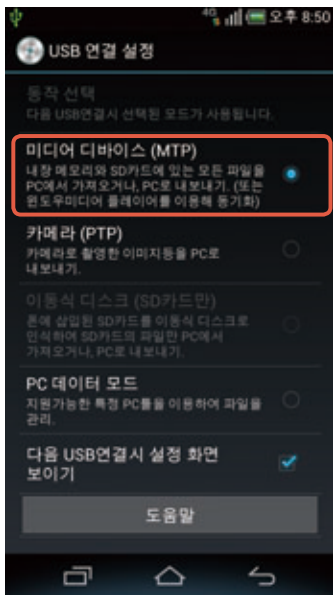 4G 오후 8:50
USB 연결 설정
동작 선택
다음 USB연결시 선택된 모드가 사용됩니다.
미디어 디바이스 (MTP)
내장 메모리와 SD카드에 있는 모든 파일을
PC에서 가져오거나, PC로 내보내기. (또는
윈도우미디어 플레이어를 이용해 동기화)
카메라 (PTP)
카메라로 촬영한 이미지등을 PC로
내보내기.
이동식 디스크 (SD카드만)
폰에 삽입된 SD카드를 이동식 디스크로
인식하여 SD카드의 파일만 PC에서
가져오거나, PC로 내보내기.
PC 데이터 모드
지원가능한 특정 PC툴을 이용하여 파일을
관리.
다음 USB연결시 설정 화면
보이기
도움말